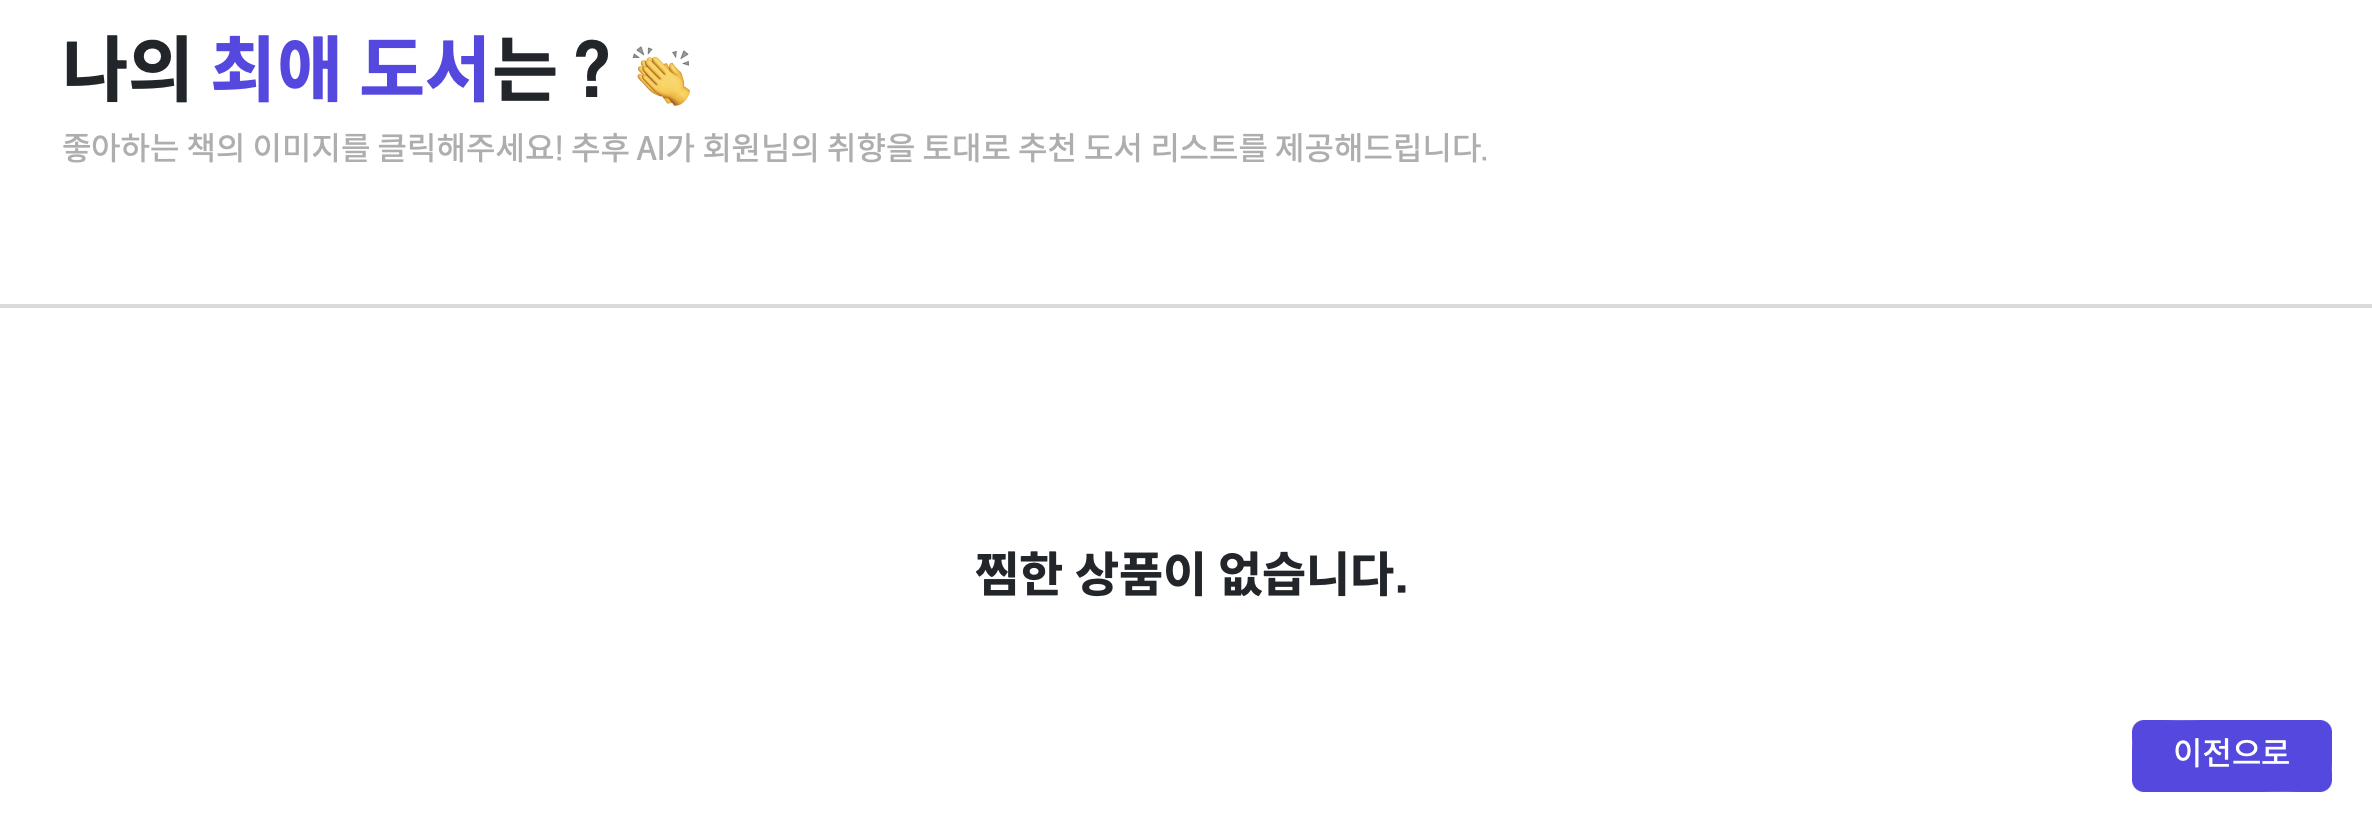 나의 최애 도서는 ? 👏
좋아하는 책의 이미지를 클릭해주세요! 추후 AI가 회원님의 취향을 토대로 추천 도서 리스트를 제공해드립니다.
찜한 상품이 없습니다.
이전으로